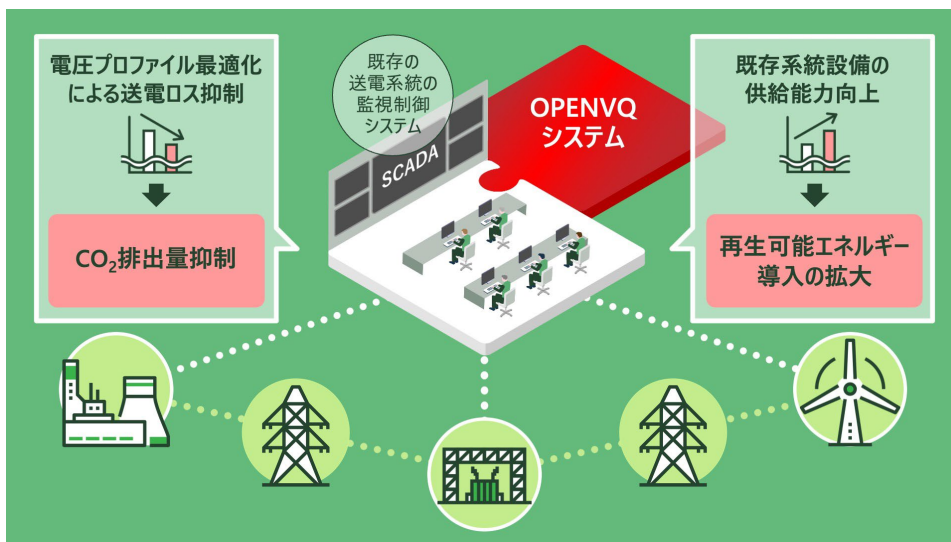 電圧プロファイル最適化
による送電ロス抑制
CO₂排出量抑制
既存の
送電系統の
監視制御
システム
SCADA
OPENVQ
システム
既存系統設備の
供給能力向上
再生可能エネルギー
導入の拡大